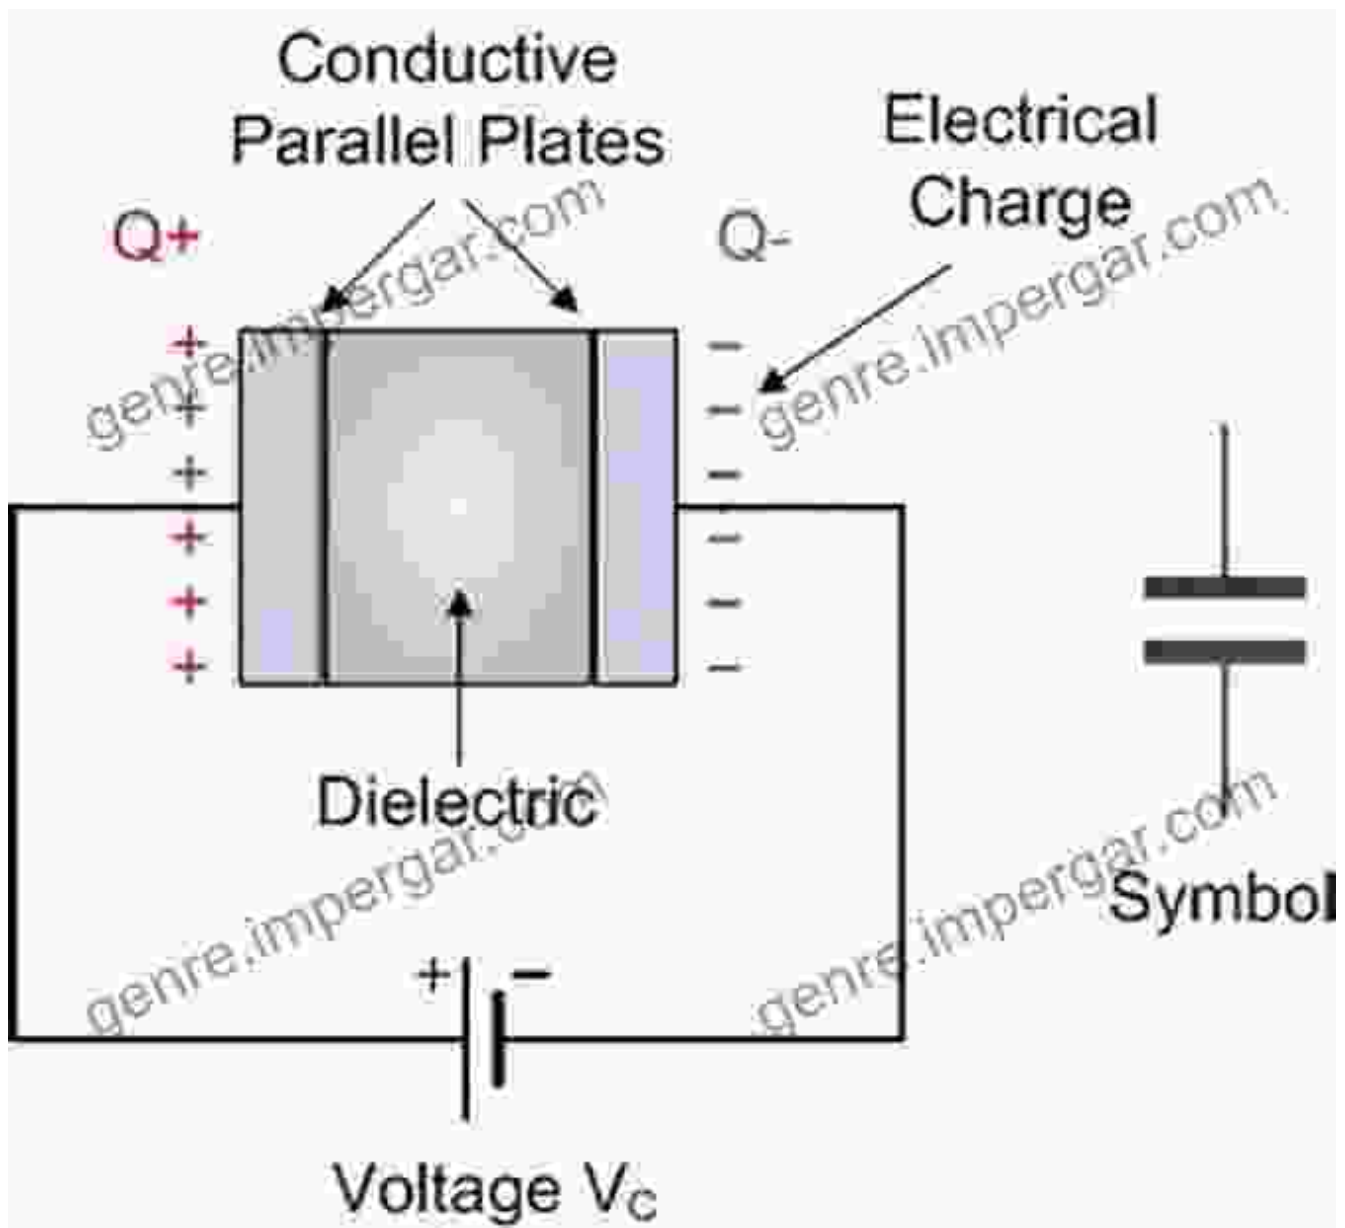 Conductive
Parallel Plates
Electrical
Charge
Q+
Q-
genre.impergar.com
genre.impergar.com
+ −
+ −
+ −
+ −
+ −
+ −
Dielectric
Symbol
genre.impergar.com
genre.impergar.com
+ −
Voltage VC